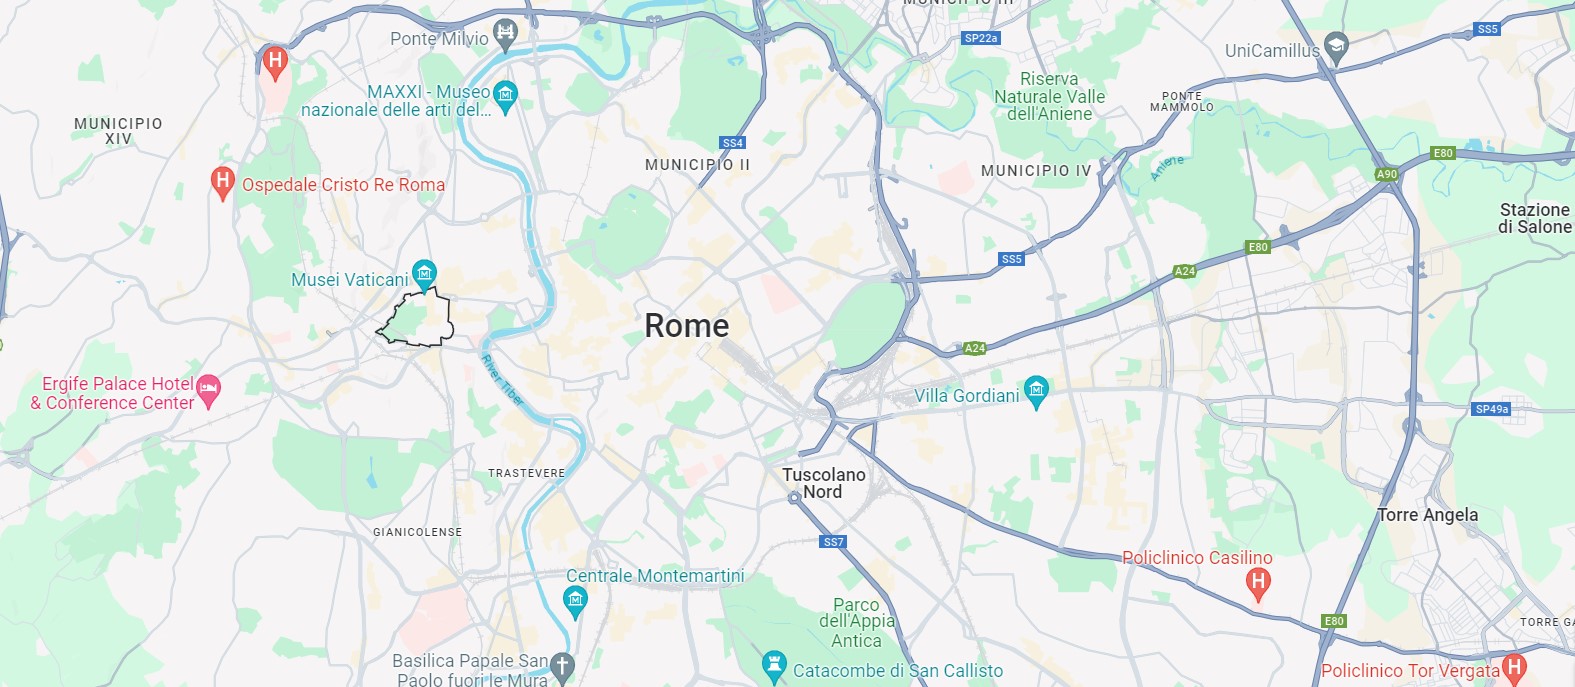 MUNICIPIO III
Ponte Milvio
SP22a
SS5
UniCamillus
MAXXI - Museo
nazionale delle arti del...
Riserva
Naturale Valle
dell'Aniene
PONTE
MAMMOLO
MUNICIPIO
XIV
SS4
MUNICIPIO II
MUNICIPIO IV
Aniene
E80
A90
H
H
Ospedale Cristo Re Roma
Stazione
di Salone
E80
SS5
A24
Musei Vaticani
Rome
A24
River Tiber
Ergife Palace Hotel
& Conference Center
Villa Gordiani
SP49a
TRASTEVERE
Tuscolano
Nord
Torre Angela
GIANICOLENSE
SS7
Policlinico Casilino
H
Centrale Montemartini
Parco
dell'Appia
Antica
E80
TORRE GA
Basilica Papale San
Paolo fuori le Mura
Catacombe di San Callisto
Policlinico Tor Vergata
H